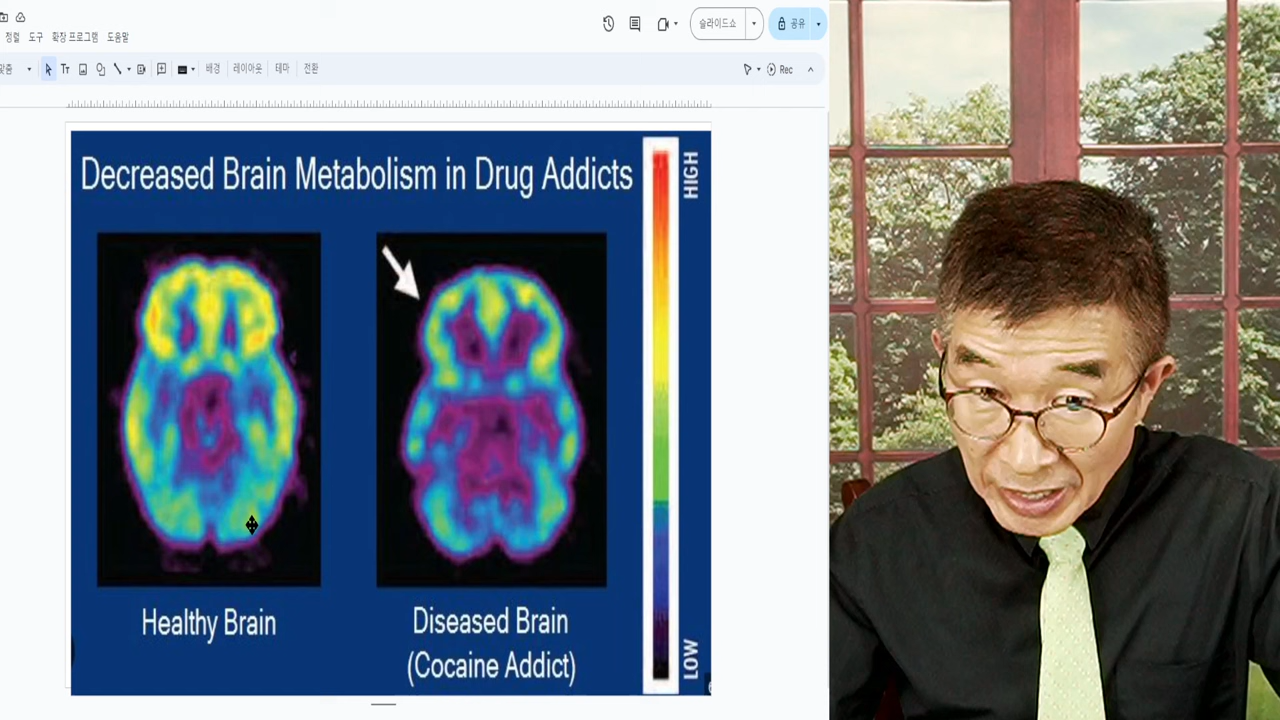 정렬 도구 확장 프로그램 도움말
슬라이드쇼
공유
맞춤
배경 레이아웃 테마 전환
Rec
Decreased Brain Metabolism in Drug Addicts
HIGH
Healthy Brain
Diseased Brain
(Cocaine Addict)
LOW